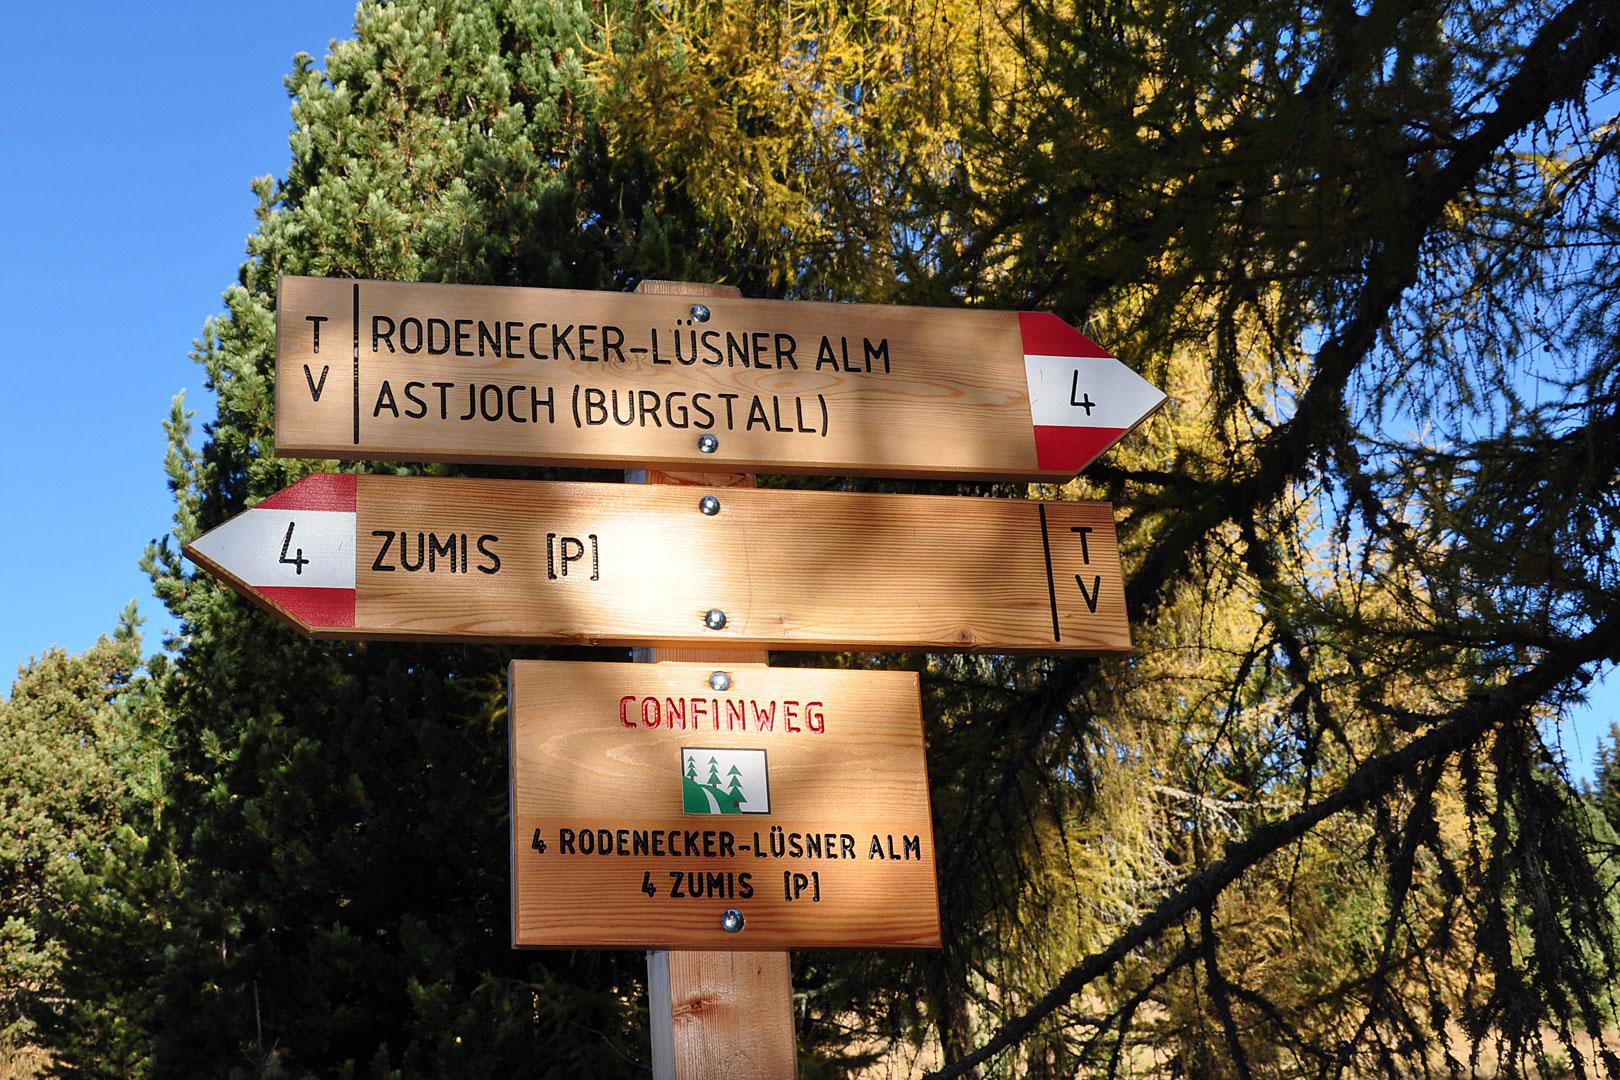 T
V
RODENECKER-LÜSNER ALM
ASTJOCH (BURGSTALL)
4
4
ZUMIS [P]
T
V
CONFINWEG
4 RODENECKER-LÜSNER ALM
4 ZUMIS [P]